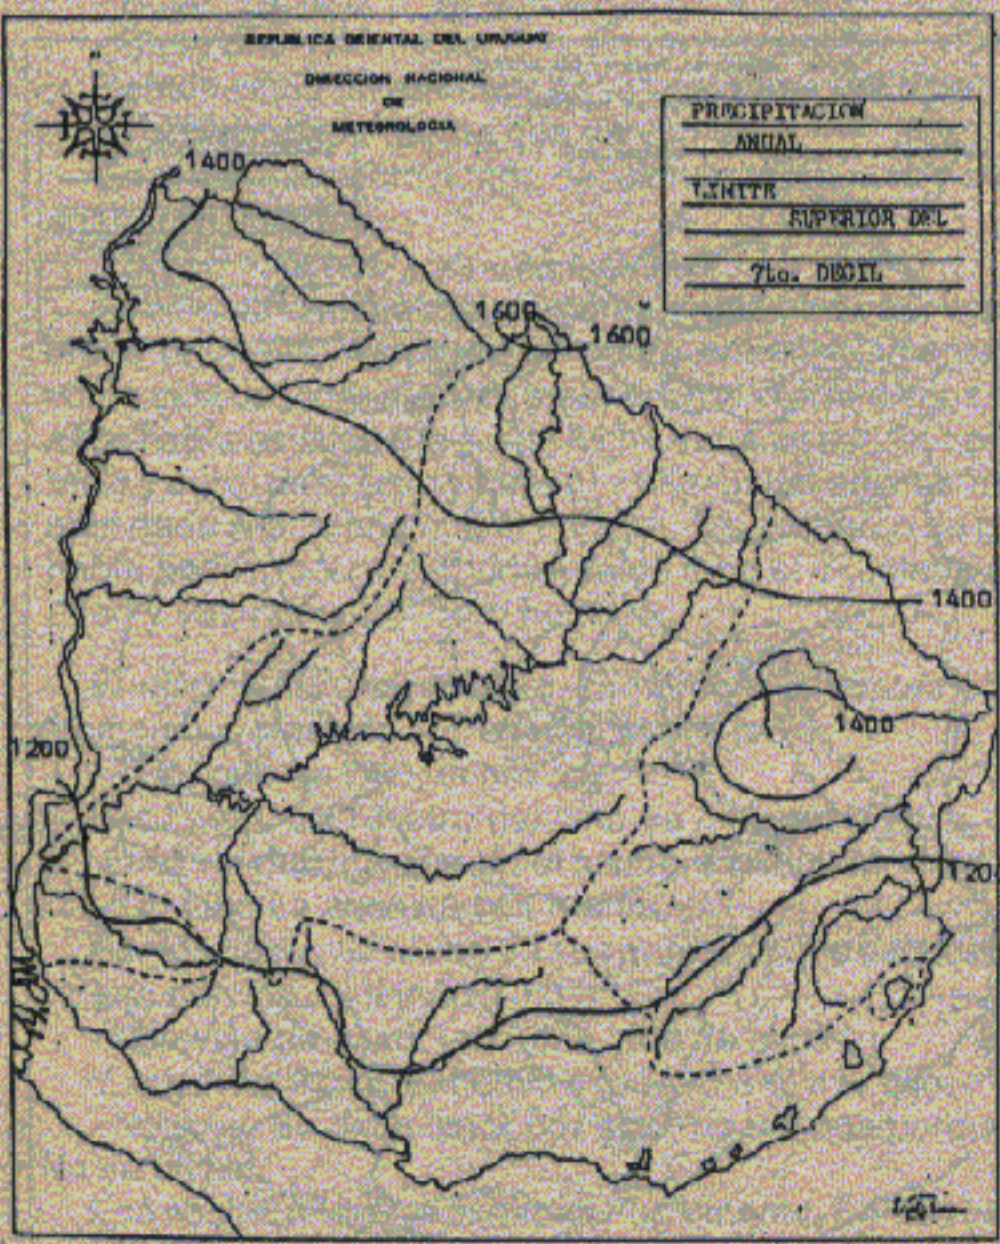 REPUBLICA ORIENTAL DEL URUGUAY
DIRECCION NACIONAL
DE
METEOROLOGIA
N
PRECIPITACION
ANUAL
LIMITE
SUPERIOR DEL
7to. DECIL
1400
1600
1600
1400
1400
1200
120